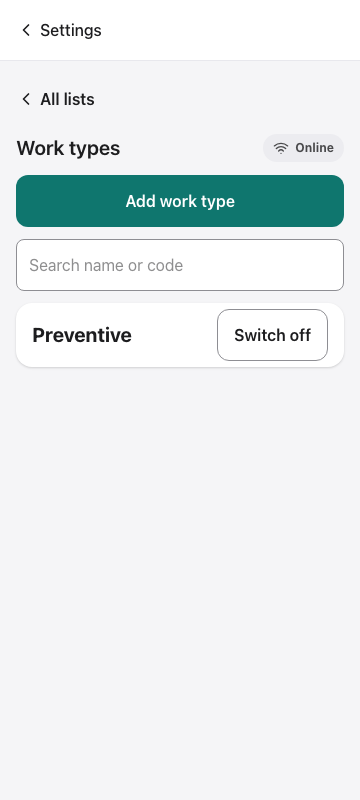 Settings
All lists
Work types
Online
Add work type
Search name or code
Preventive
Switch off